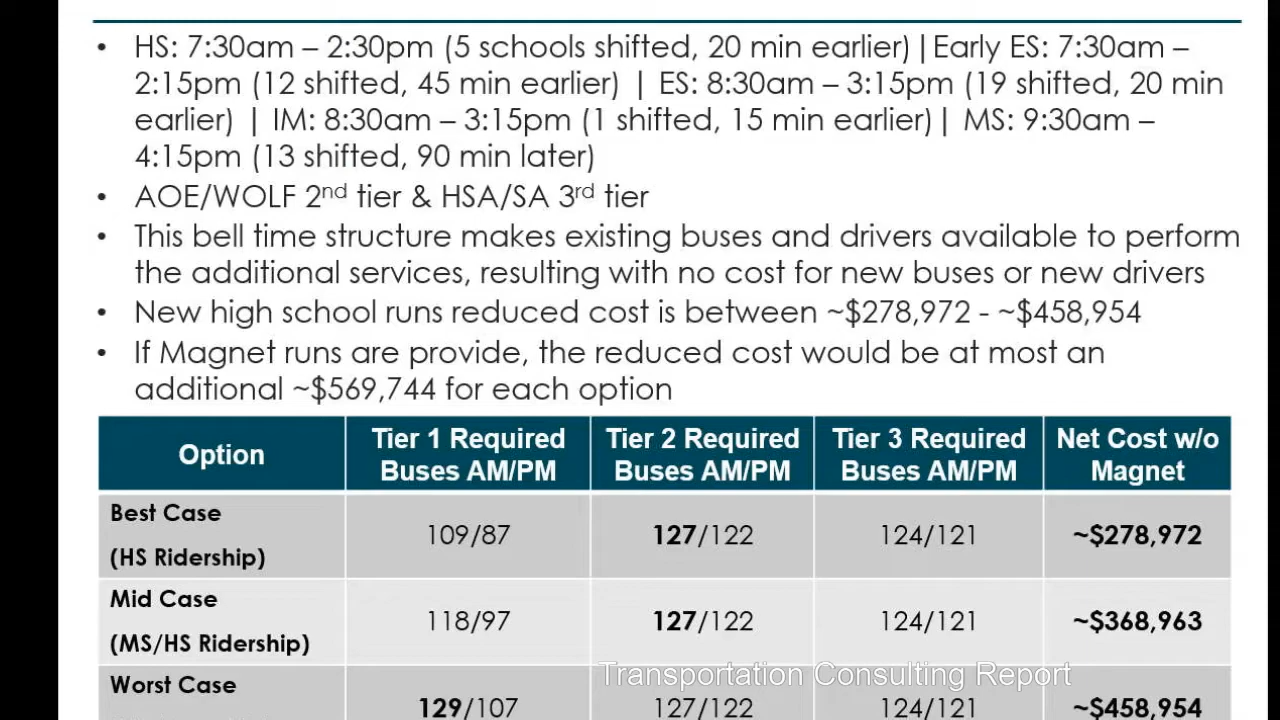 • HS: 7:30am – 2:30pm (5 schools shifted, 20 min earlier)|Early ES: 7:30am –
2:15pm (12 shifted, 45 min earlier) | ES: 8:30am – 3:15pm (19 shifted, 20 min
earlier) | IM: 8:30am – 3:15pm (1 shifted, 15 min earlier)| MS: 9:30am –
4:15pm (13 shifted, 90 min later)
• AOE/WOLF 2nd tier & HSA/SA 3rd tier
• This bell time structure makes existing buses and drivers available to perform
the additional services, resulting with no cost for new buses or new drivers
• New high school runs reduced cost is between ~$278,972 - ~$458,954
• If Magnet runs are provide, the reduced cost would be at most an
additional ~$569,744 for each option
Option
Tier 1 Required
Buses AM/PM
Tier 2 Required
Buses AM/PM
Tier 3 Required
Buses AM/PM
Net Cost w/o
Magnet
Best Case
(HS Ridership)
109/87
127/122
124/121
~$278,972
Mid Case
(MS/HS Ridership)
118/97
127/122
124/121
~$368,963
Worst Case
129/107
127/122
124/121
~$458,954
Transportation Consulting Report